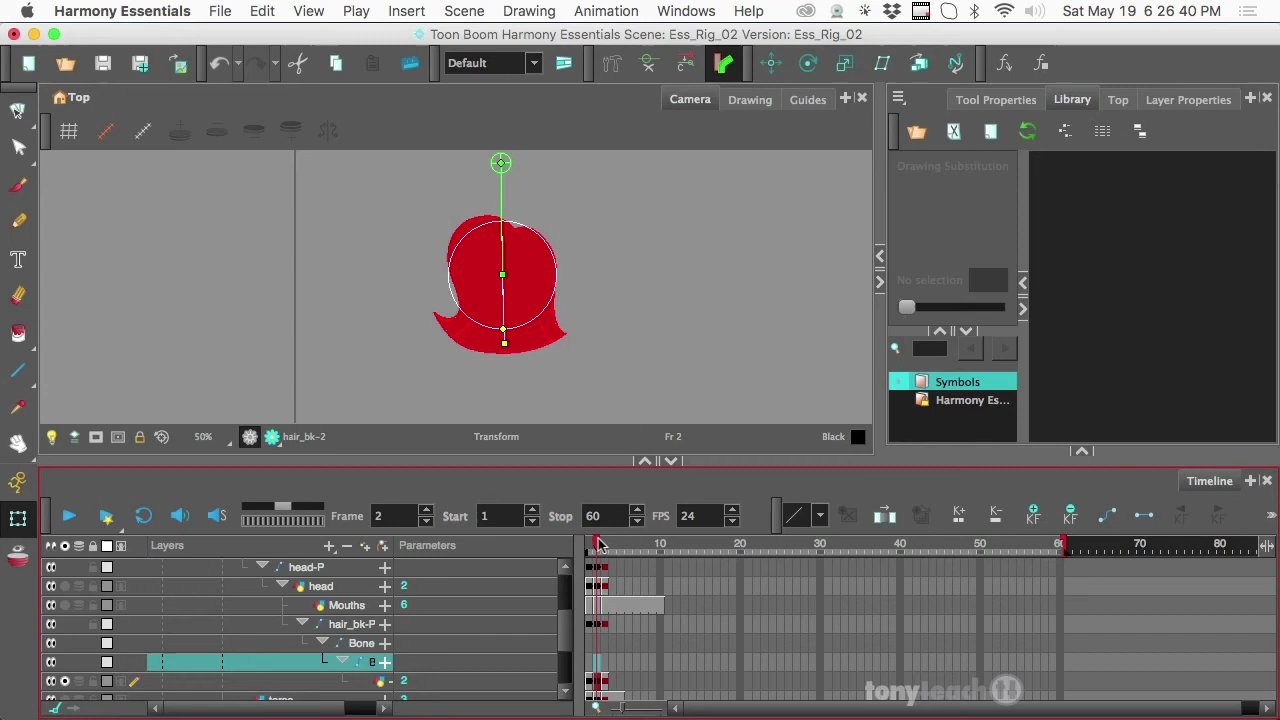 Harmony Essentials File Edit View Play Insert Scene Drawing Animation Windows Help Sat May 19 6 26 40 PM
Toon Boom Harmony Essentials Scene: Ess_Rig_02 Version: Ess_Rig_02
Default
Top Camera Drawing Guides Tool Properties Library Top Layer Properties
Drawing Substitution
No selection
Symbols
Harmony Es...
50% hair_bk-2 Transform Fr 2 Black
Timeline
Frame 2 Start 1 Stop 60 FPS 24
Layers Parameters 10 20 30 40 50 60 70 80
head-P
head 2
Mouths 6
hair_bk-P
Bone
B
2
tonyleach